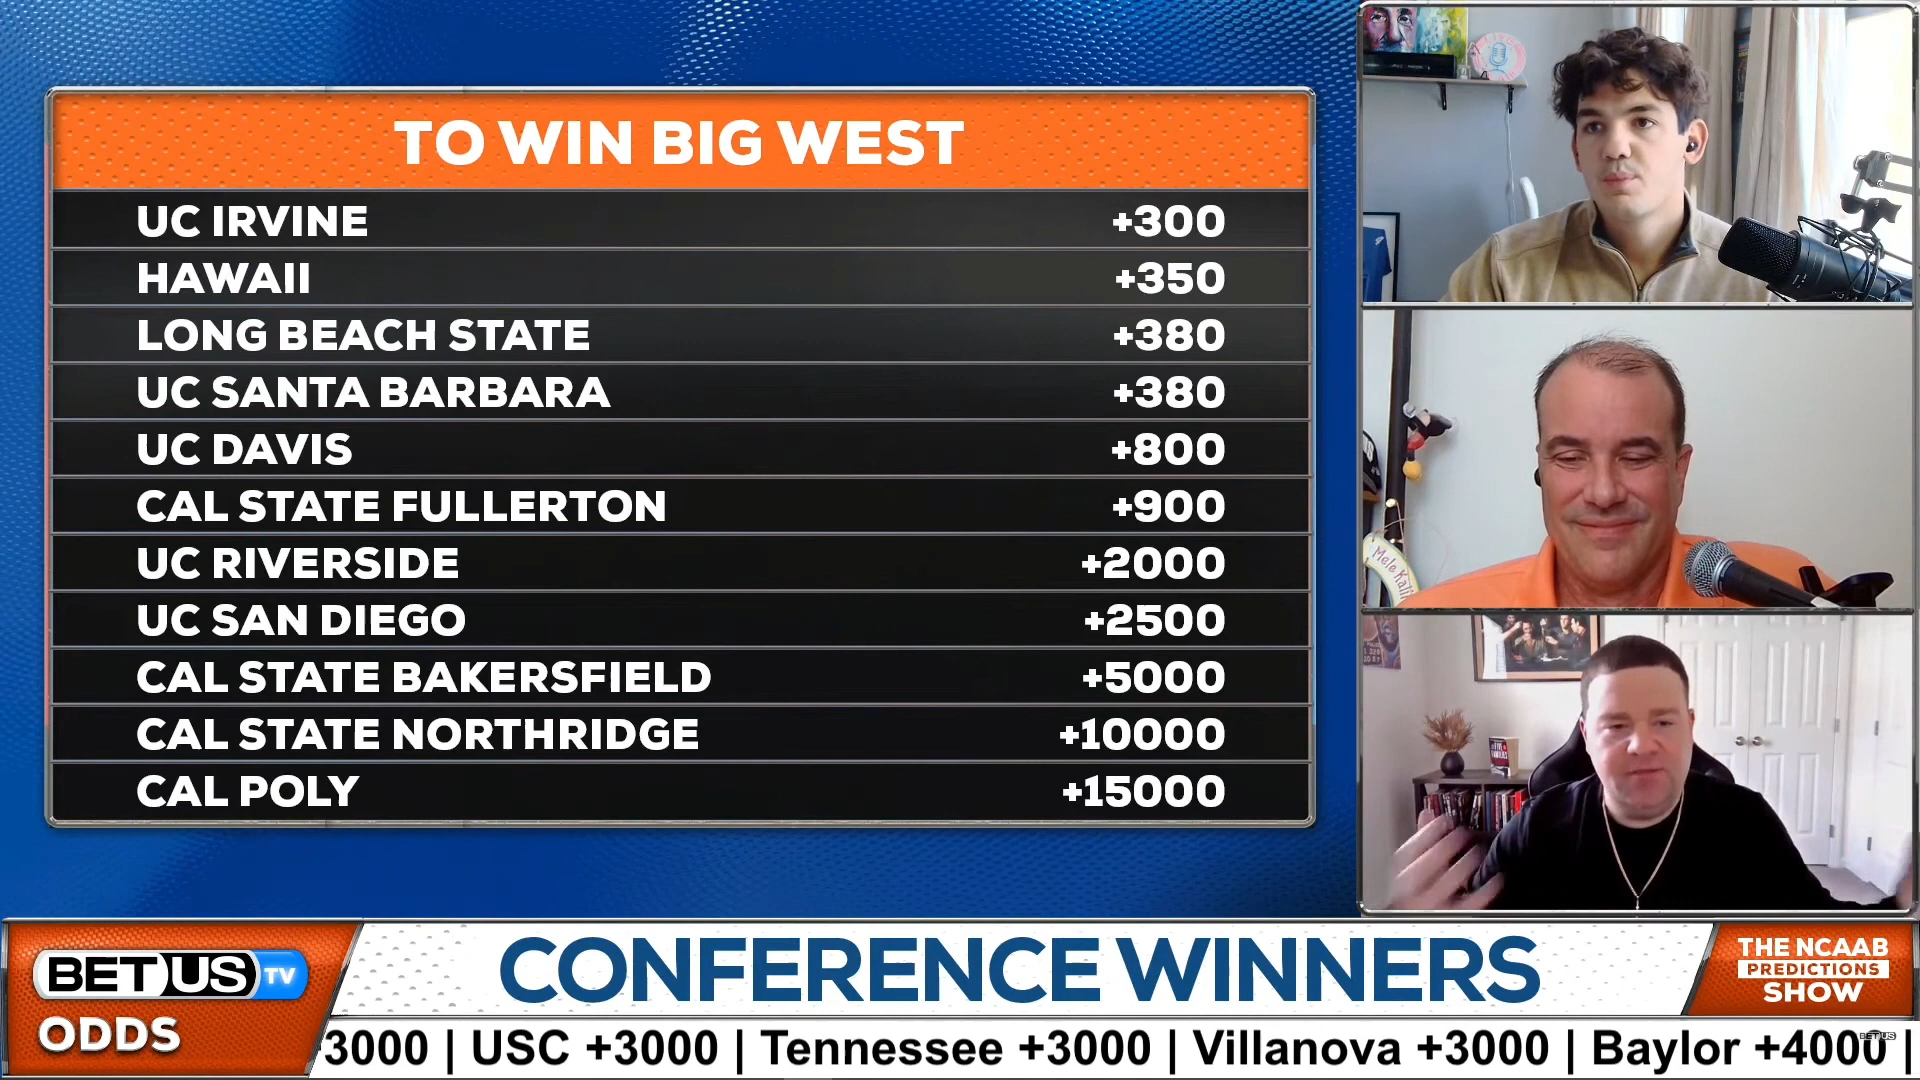 TO WIN BIG WEST
UC IRVINE +300
HAWAII +350
LONG BEACH STATE +380
UC SANTA BARBARA +380
UC DAVIS +800
CAL STATE FULLERTON +900
UC RIVERSIDE +2000
UC SAN DIEGO +2500
CAL STATE BAKERSFIELD +5000
CAL STATE NORTHRIDGE +10000
CAL POLY +15000
Mele Kali
BETUS TV
ODDS
CONFERENCE WINNERS
THE NCAAB
PREDICTIONS
SHOW
3000 | USC +3000 | Tennessee +3000 | Villanova +3000 | Baylor +4000 |
BETUS